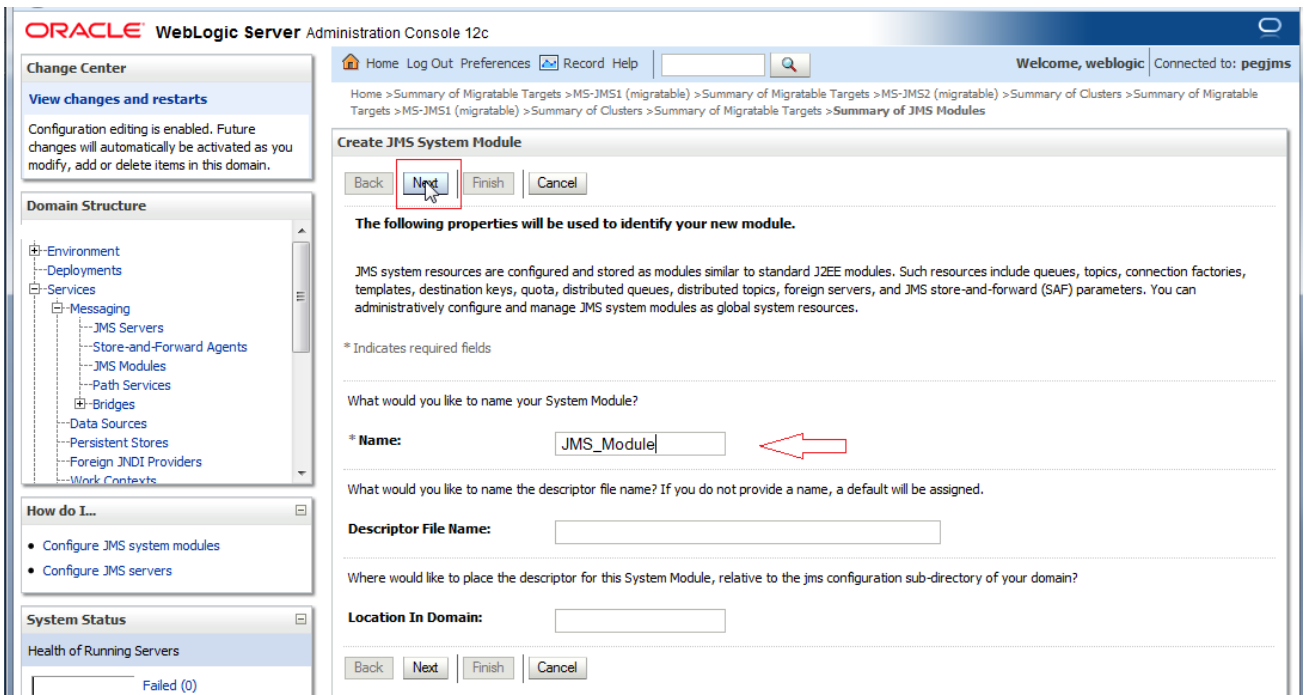 ORACLE WebLogic Server Administration Console 12c
Change Center
View changes and restarts
Configuration editing is enabled. Future
changes will automatically be activated as you
modify, add or delete items in this domain.
Domain Structure
Environment
Deployments
Services
Messaging
JMS Servers
Store-and-Forward Agents
JMS Modules
Path Services
Bridges
Data Sources
Persistent Stores
Foreign JNDI Providers
Work Contexts
How do I...
Configure JMS system modules
Configure JMS servers
System Status
Health of Running Servers
Failed (0)
Home Log Out Preferences Record Help
Welcome, weblogic Connected to: pegjms
Home >Summary of Migratable Targets >MS-JMS1 (migratable) >Summary of Migratable Targets >MS-JMS2 (migratable) >Summary of Clusters >Summary of Migratable
Targets >MS-JMS1 (migratable) >Summary of Clusters >Summary of Migratable Targets >Summary of JMS Modules
Create JMS System Module
Back Next Finish Cancel
The following properties will be used to identify your new module.
JMS system resources are configured and stored as modules similar to standard J2EE modules. Such resources include queues, topics, connection factories,
templates, destination keys, quota, distributed queues, distributed topics, foreign servers, and JMS store-and-forward (SAF) parameters. You can
administratively configure and manage JMS system modules as global system resources.
* Indicates required fields
What would you like to name your System Module?
* Name: JMS_Module
What would you like to name the descriptor file name? If you do not provide a name, a default will be assigned.
Descriptor File Name:
Where would like to place the descriptor for this System Module, relative to the jms configuration sub-directory of your domain?
Location In Domain:
Back Next Finish Cancel